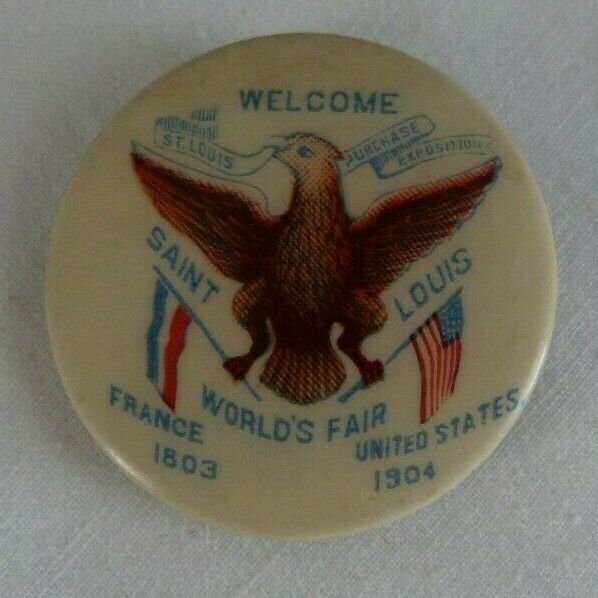 WELCOME
ST. LOUIS
PURCHASE
EXPOSITION
SAINT
LOUIS
WORLD'S FAIR
FRANCE
1803
UNITED STATES
1904